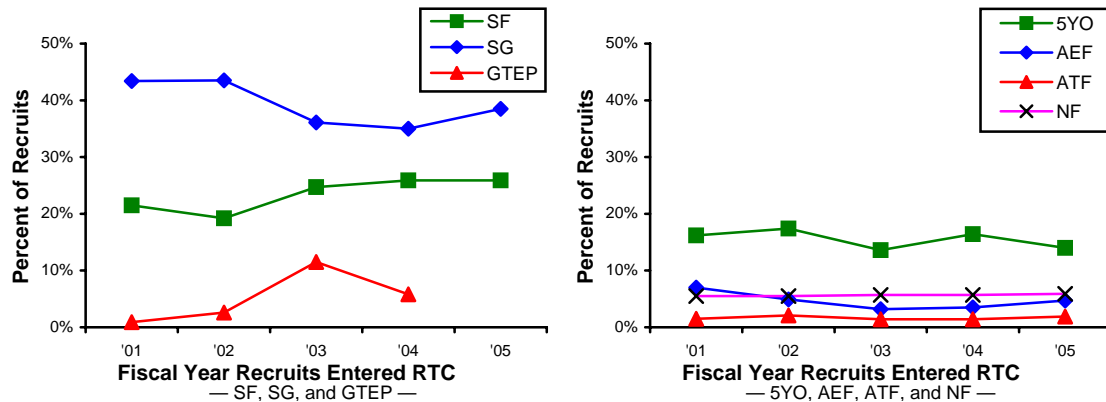 SF
SG
GTEP
50%
40%
30%
20%
10%
0%
Percent of Recruits
'01 '02 '03 '04 '05
Fiscal Year Recruits Entered RTC
— SF, SG, and GTEP —
5YO
AEF
ATF
NF
50%
40%
30%
20%
10%
0%
Percent of Recruits
'01 '02 '03 '04 '05
Fiscal Year Recruits Entered RTC
— 5YO, AEF, ATF, and NF —